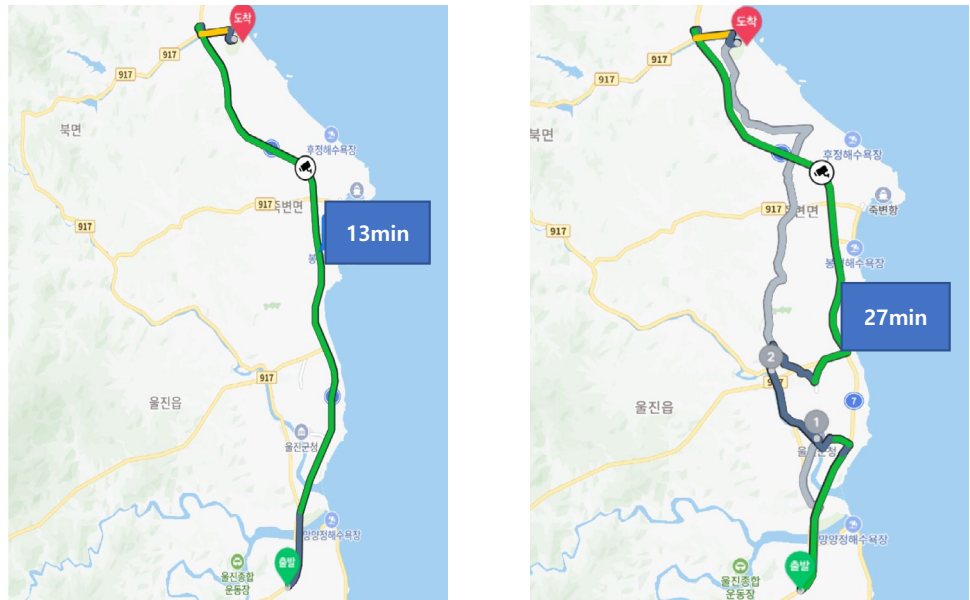 도착
917
917
북면
후정해수욕장
917
죽변면
917
13min
봉
917
울진읍
울진군청
망양정해수욕장
출발
울진종합
운동장
도착
917
917
북면
후정해수욕장
917
변면
죽변항
917
봉평해수욕장
27min
2
917
울진읍
7
1
울진군청
망양정해수욕장
출발
울진종합
운동장